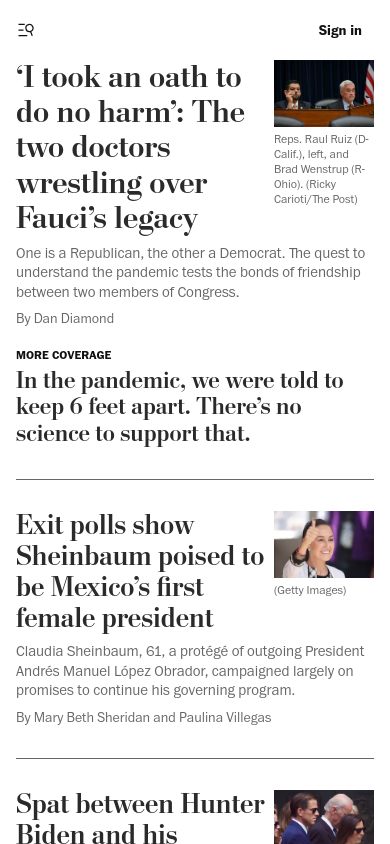 Sign in
‘I took an oath to
do no harm’: The
two doctors
wrestling over
Fauci’s legacy
Reps. Raul Ruiz (D-
Calif.), left, and
Brad Wenstrup (R-
Ohio). (Ricky
Carioti/The Post)
One is a Republican, the other a Democrat. The quest to
understand the pandemic tests the bonds of friendship
between two members of Congress.
By Dan Diamond
MORE COVERAGE
In the pandemic, we were told to
keep 6 feet apart. There’s no
science to support that.
Exit polls show
Sheinbaum poised to
be Mexico’s first
female president
(Getty Images)
Claudia Sheinbaum, 61, a protégé of outgoing President
Andrés Manuel López Obrador, campaigned largely on
promises to continue his governing program.
By Mary Beth Sheridan and Paulina Villegas
Spat between Hunter
Biden and his